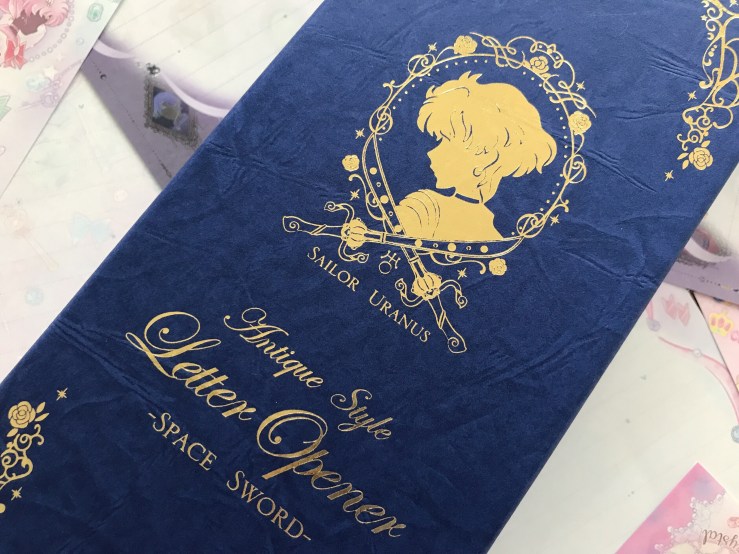 SAILOR URANUS
Antique Style
Letter Opener
-SPACE SWORD-